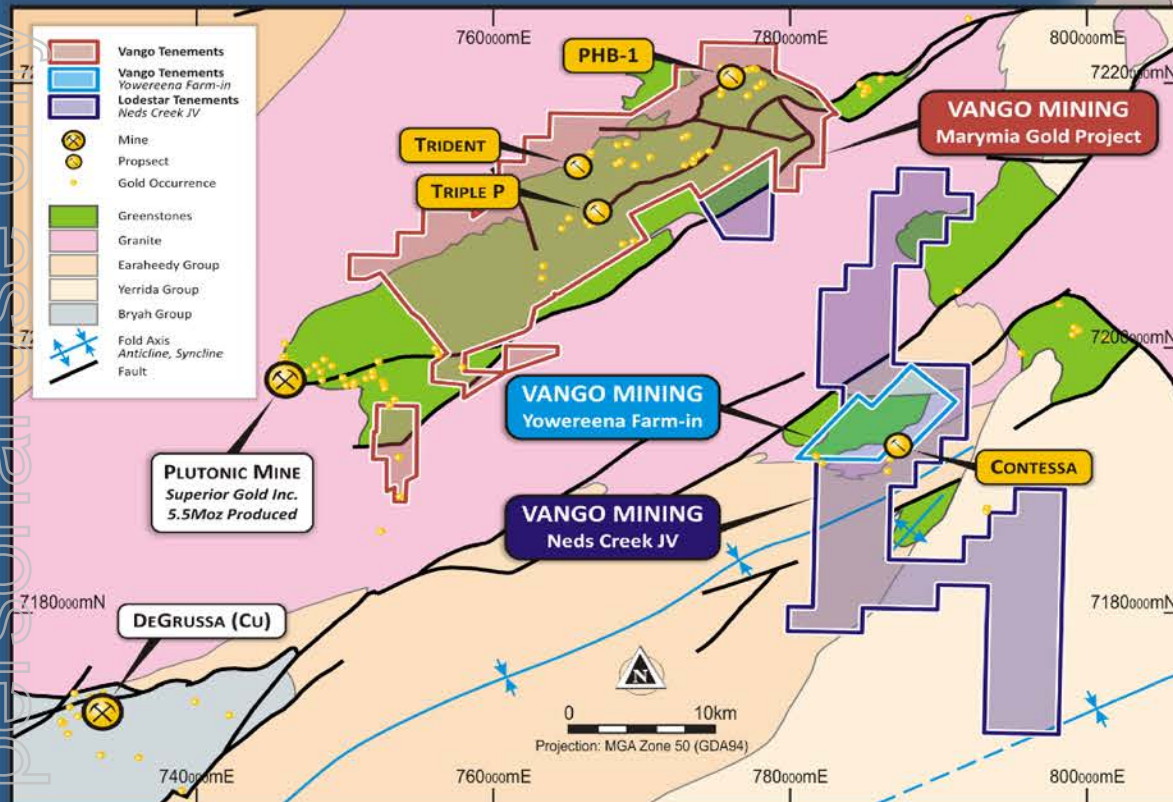 For personal use only
760000mE
780000mE
800000mE
7220000mN
Vango Tenements
Vango Tenements
Yowereena Farm-in
Lodestar Tenements
Neds Creek JV
Mine
Propsect
Gold Occurrence
Greenstones
Granite
Earaheedy Group
Yerrida Group
Bryah Group
Fold Axis
Anticline, Syncline
Fault
PHB-1
TRIDENT
TRIPLE P
VANGO MINING
Marymia Gold Project
7200000mN
VANGO MINING
Yowereena Farm-in
CONTESSA
PLUTONIC MINE
Superior Gold Inc.
5.5Moz Produced
VANGO MINING
Neds Creek JV
7180000mN
7180000mN
DEGRUSSA (CU)
N
0 10km
Projection: MGA Zone 50 (GDA94)
740000mE
760000mE
780000mE
800000mE